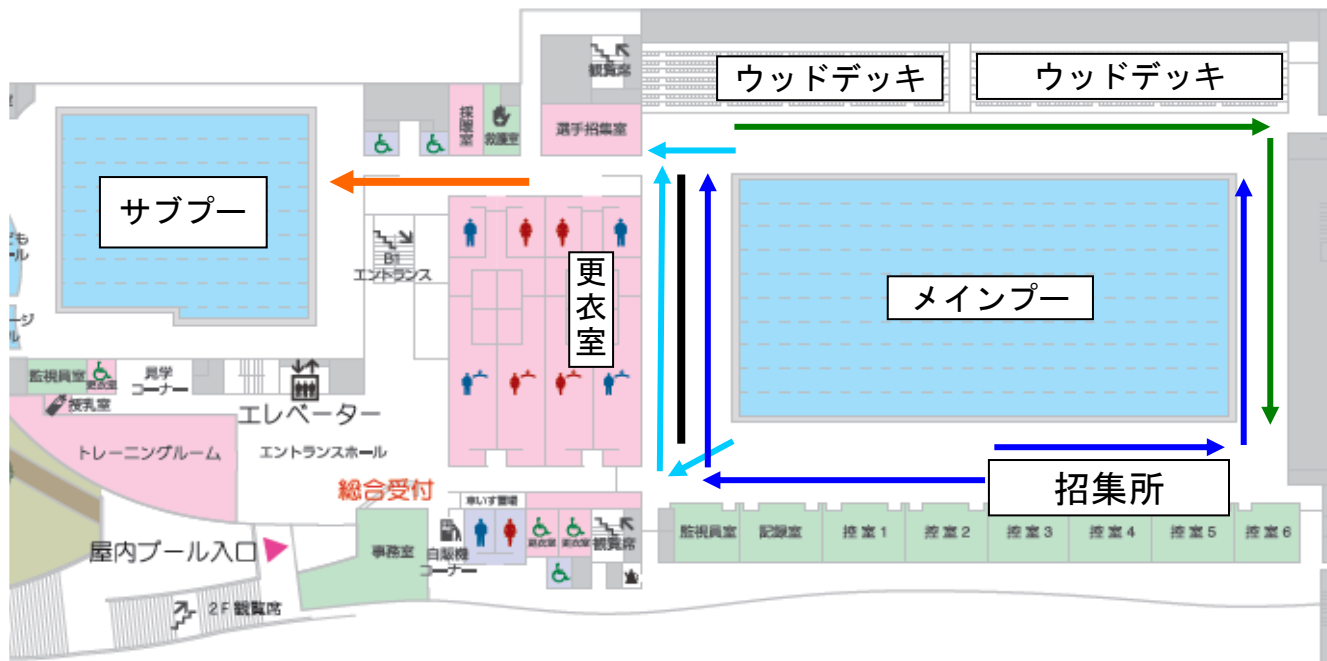 観覧席
ウッドデッキ
ウッドデッキ
採暖室
救護室
選手招集室
サブプー
更
衣
室
メインプー
B1
エントランス
監視員室
更衣室
見学
コーナー
授乳室
エレベーター
トレーニングルーム
エントランスホール
総合受付
車いす置場
招集所
屋内プール入口
事務室
自販機
コーナー
更衣室
更衣室
観覧席
監視員室
記録室
控室1
控室2
控室3
控室4
控室5
控室6
2F観覧席